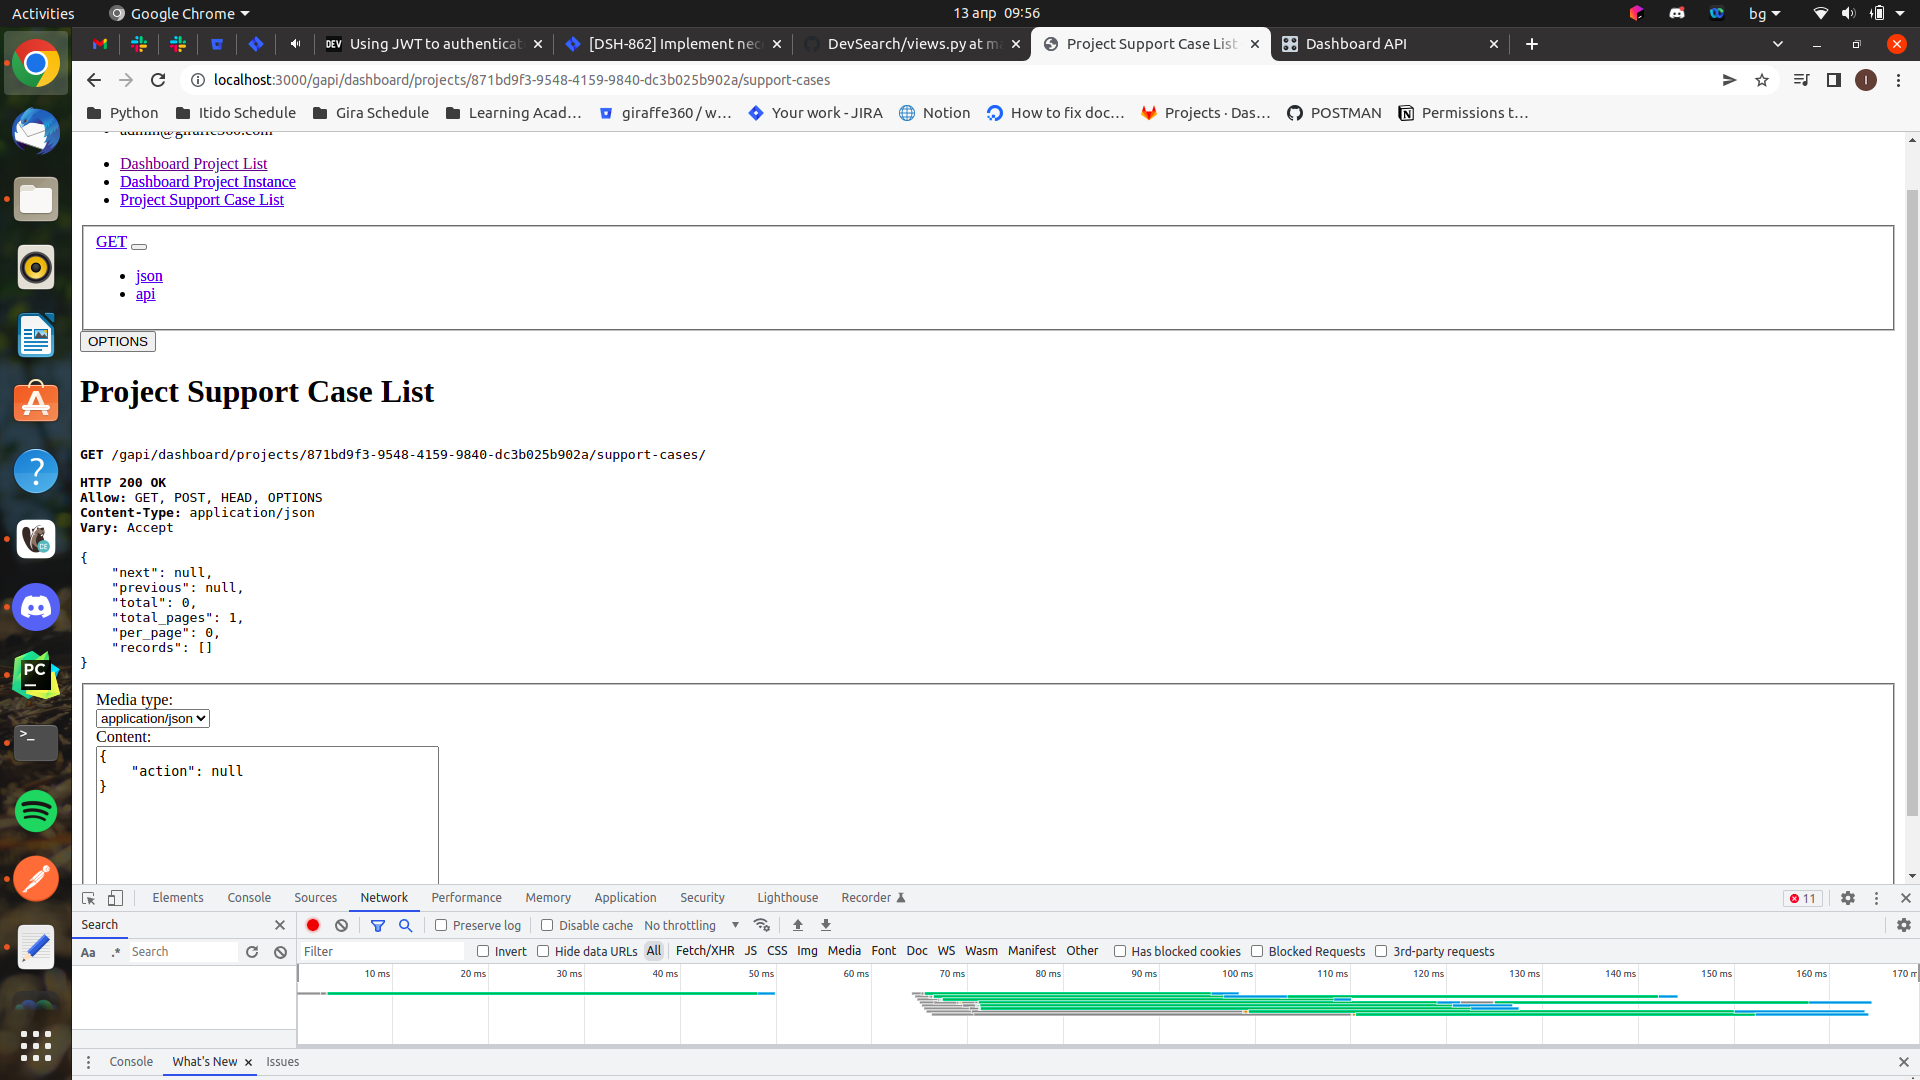 Activities
Google Chrome
13 апр 09:56
bg
DEV
Using JWT to authenticat
[DSH-862] Implement nec
DevSearch/views.py at ma
Project Support Case List
Dashboard API
localhost:3000/gapi/dashboard/projects/871bd9f3-9548-4159-9840-dc3b025b902a/support-cases
I
Python
Itido Schedule
Gira Schedule
Learning Acad…
giraffe360 / w…
Your work - JIRA
Notion
How to fix doc…
Projects · Das…
POSTMAN
Permissions t…
admin@giraffe360.com
Dashboard Project List
Dashboard Project Instance
Project Support Case List
GET
json
api
OPTIONS
Project Support Case List
GET /gapi/dashboard/projects/871bd9f3-9548-4159-9840-dc3b025b902a/support-cases/
HTTP 200 OK
Allow: GET, POST, HEAD, OPTIONS
Content-Type: application/json
Vary: Accept
{
"next": null,
"previous": null,
"total": 0,
"total_pages": 1,
"per_page": 0,
"records": []
}
Media type:
application/json
Content:
{
"action": null
}
PC
Elements
Console
Sources
Network
Performance
Memory
Application
Security
Lighthouse
Recorder
11
Search
Preserve log
Disable cache
No throttling
Aa
.*
Search
Filter
Invert
Hide data URLs
All
Fetch/XHR
JS
CSS
Img
Media
Font
Doc
WS
Wasm
Manifest
Other
Has blocked cookies
Blocked Requests
3rd-party requests
10 ms
20 ms
30 ms
40 ms
50 ms
60 ms
70 ms
80 ms
90 ms
100 ms
110 ms
120 ms
130 ms
140 ms
150 ms
160 ms
170 m
Console
What's New
Issues